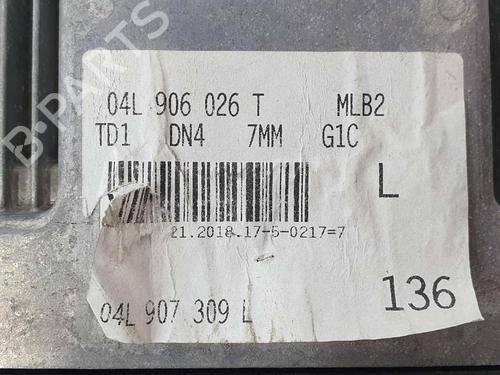 04L 906 026 T MLB2
TD1 DN4 7MM G1C
L
21.2018.17-5-0217=7
04L 907 309 L 136
B-PARTS